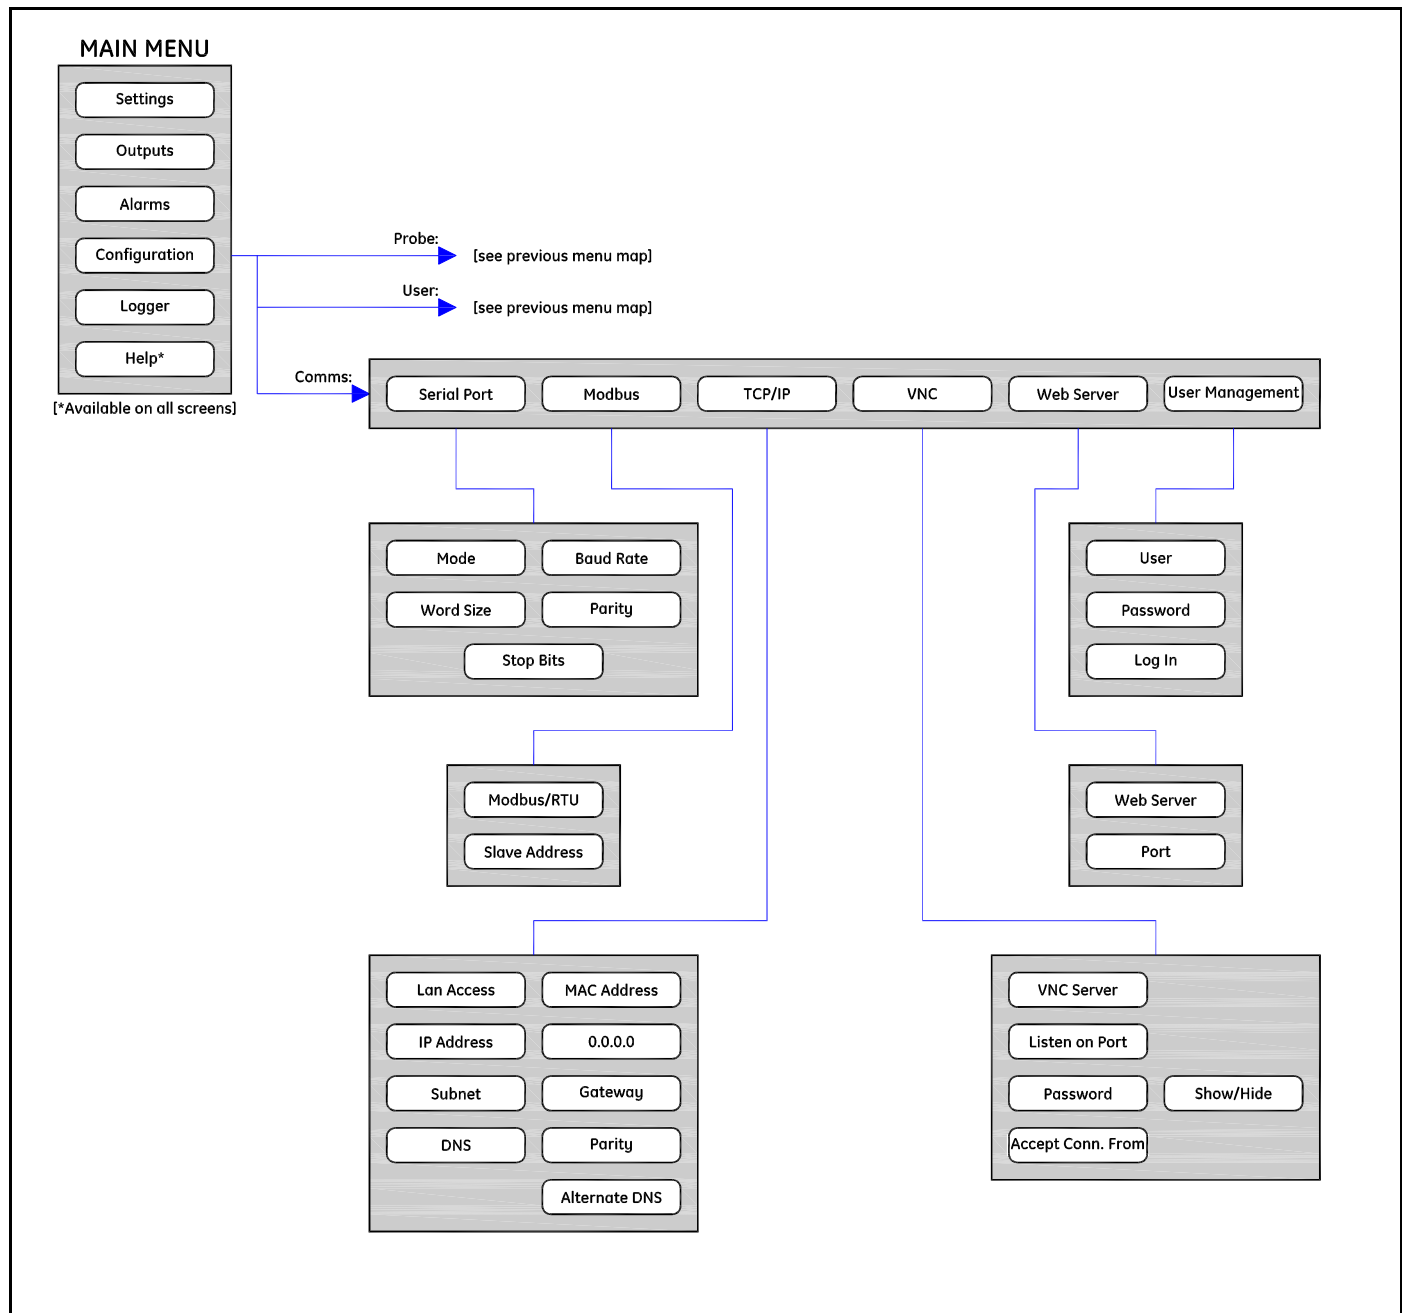 MAIN MENU
Settings
Outputs
Alarms
Configuration
Logger
Help*
[*Available on all screens]
Probe:
[see previous menu map]
User:
[see previous menu map]
Comms:
Serial Port Modbus TCP/IP VNC Web Server User Management
Mode Baud Rate
Word Size Parity
Stop Bits
User
Password
Log In
Modbus/RTU
Slave Address
Web Server
Port
Lan Access MAC Address
IP Address 0.0.0.0
Subnet Gateway
DNS Parity
Alternate DNS
VNC Server
Listen on Port
Password Show/Hide
Accept Conn. From